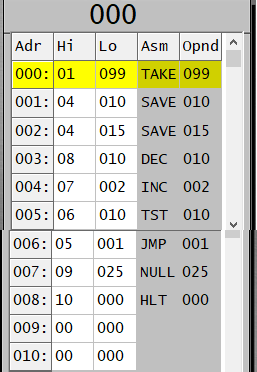 000
Adr Hi Lo Asm Opnd
000: 01 099 TAKE 099
001: 04 010 SAVE 010
002: 04 015 SAVE 015
003: 08 010 DEC 010
004: 07 002 INC 002
005: 06 010 TST 010
006: 05 001 JMP 001
007: 09 025 NULL 025
008: 10 000 HLT 000
009: 00 000
010: 00 000